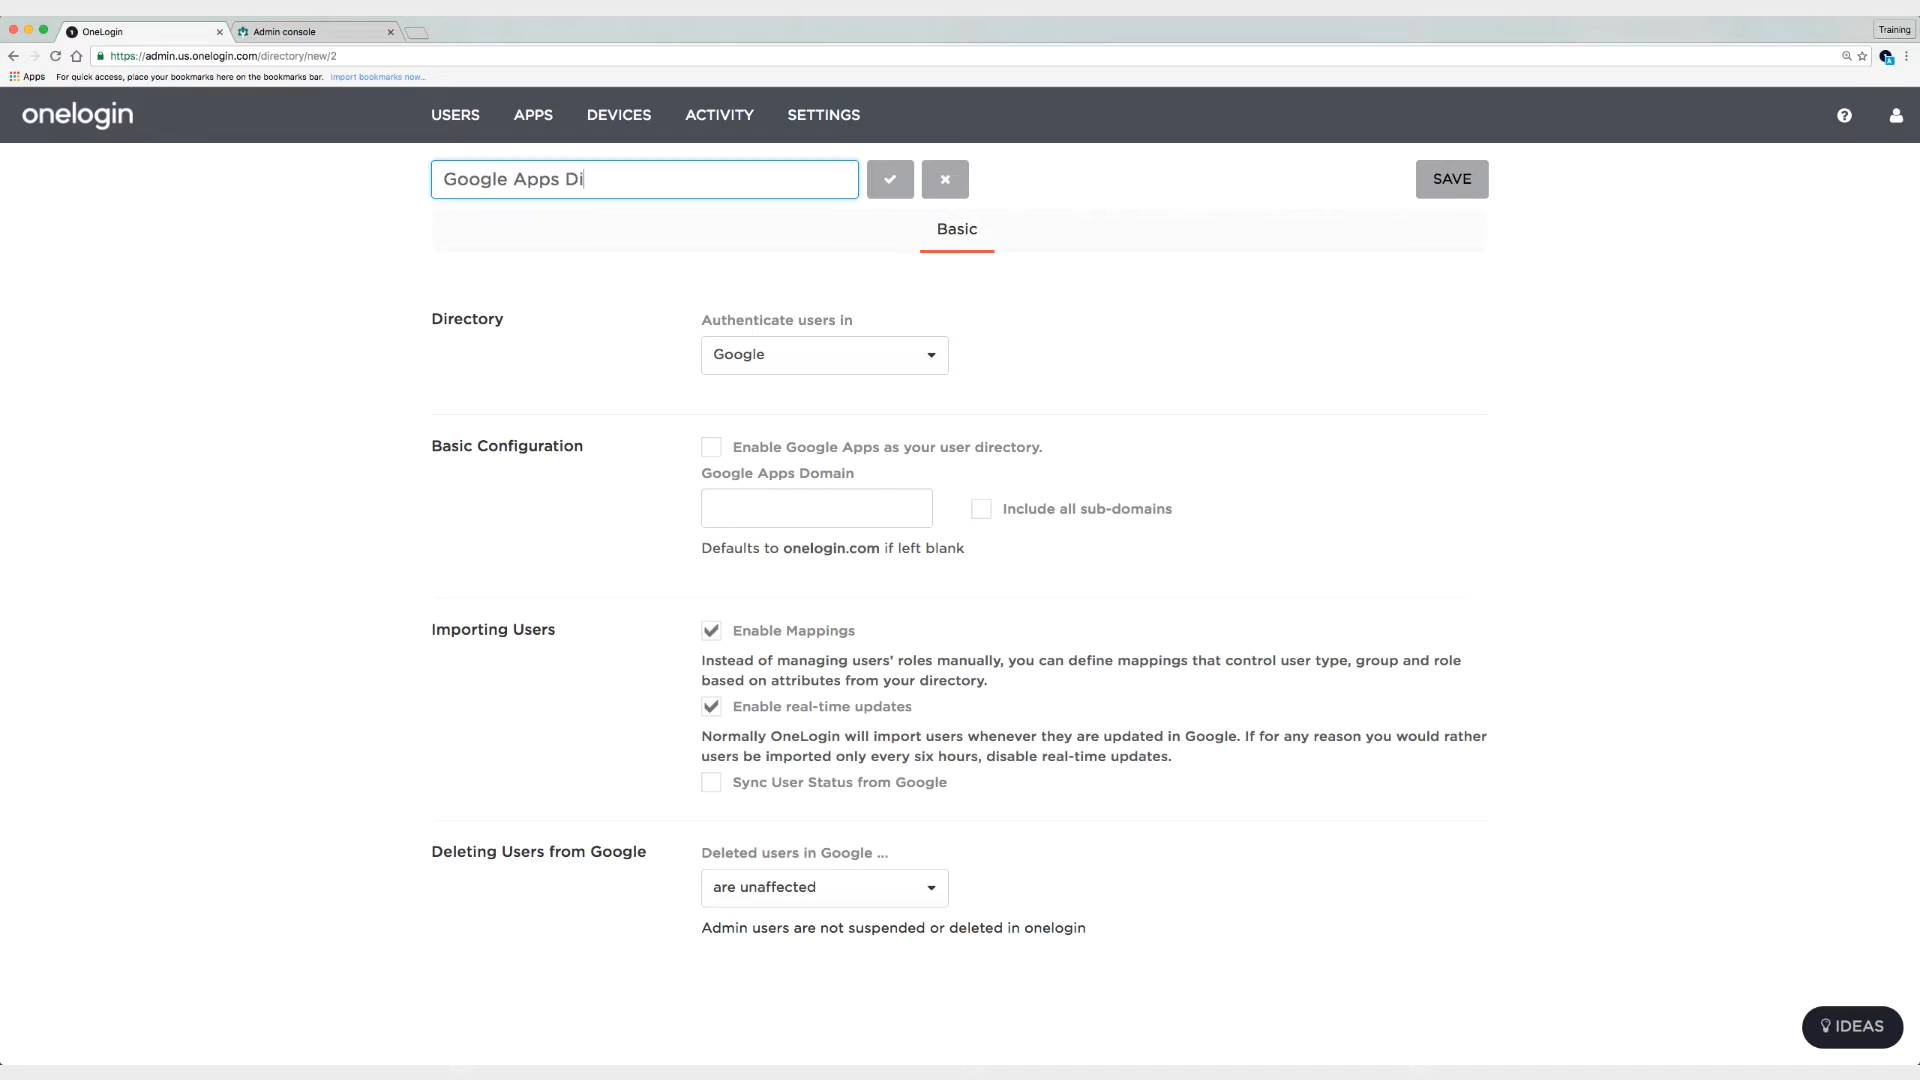 OneLogin
Admin console
Training
https://admin.us.onelogin.com/directory/new/2
Apps For quick access, place your bookmarks here on the bookmarks bar. Import bookmarks now...
onelogin
USERS APPS DEVICES ACTIVITY SETTINGS
Google Apps Di
SAVE
Basic
Directory
Authenticate users in
Google
Basic Configuration
Enable Google Apps as your user directory.
Google Apps Domain
Include all sub-domains
Defaults to onelogin.com if left blank
Importing Users
Enable Mappings
Instead of managing users’ roles manually, you can define mappings that control user type, group and role
based on attributes from your directory.
Enable real-time updates
Normally OneLogin will import users whenever they are updated in Google. If for any reason you would rather
users be imported only every six hours, disable real-time updates.
Sync User Status from Google
Deleting Users from Google
Deleted users in Google ...
are unaffected
Admin users are not suspended or deleted in onelogin
IDEAS